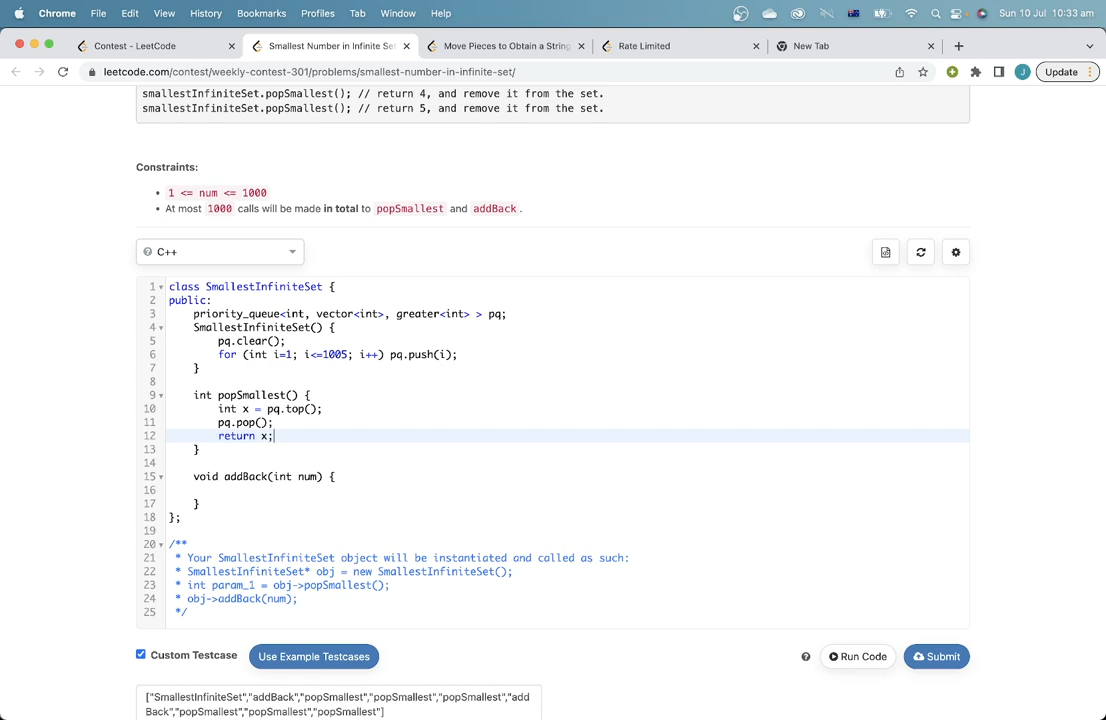 Chrome File Edit View History Bookmarks Profiles Tab Window Help Sun 10 Jul 10:33 am
Contest - LeetCode Smallest Number in Infinite Set Move Pieces to Obtain a String Rate Limited New Tab
leetcode.com/contest/weekly-contest-301/problems/smallest-number-in-infinite-set/ J Update
smallestInfiniteSet.popSmallest(); // return 4, and remove it from the set.
smallestInfiniteSet.popSmallest(); // return 5, and remove it from the set.
Constraints:
• 1 <= num <= 1000
• At most 1000 calls will be made in total to popSmallest and addBack.
C++
1 class SmallestInfiniteSet {
2 public:
3 priority_queue<int, vector<int>, greater<int> > pq;
4 SmallestInfiniteSet() {
5 pq.clear();
6 for (int i=1; i<=1005; i++) pq.push(i);
7 }
8
9 int popSmallest() {
10 int x = pq.top();
11 pq.pop();
12 return x;
13 }
14
15 void addBack(int num) {
16
17 }
18 };
19
20 /**
21 * Your SmallestInfiniteSet object will be instantiated and called as such:
22 * SmallestInfiniteSet* obj = new SmallestInfiniteSet();
23 * int param_1 = obj->popSmallest();
24 * obj->addBack(num);
25 */
Custom Testcase Use Example Testcases ? Run Code Submit
["SmallestInfiniteSet","addBack","popSmallest","popSmallest","popSmallest","add
Back","popSmallest","popSmallest","popSmallest"]